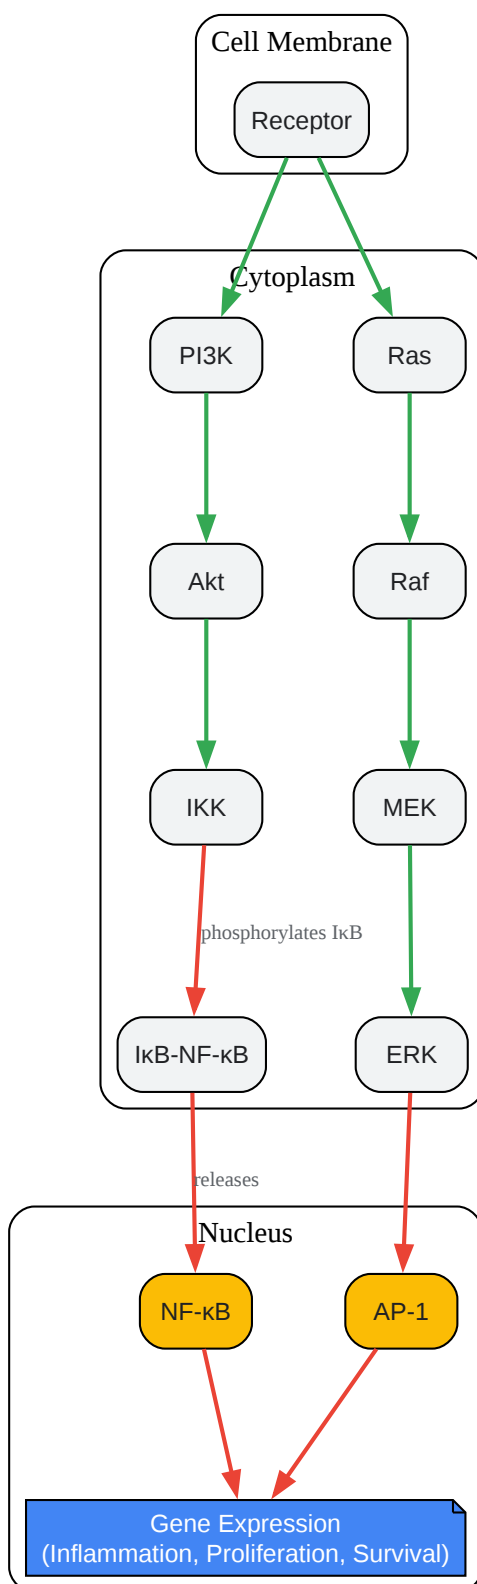 Cell Membrane
Receptor
Cytoplasm
PI3K
Ras
Akt
Raf
IKK
MEK
phosphorylates IκB
IκB-NF-κB
ERK
releases
Nucleus
NF-κB
AP-1
Gene Expression
(Inflammation, Proliferation, Survival)